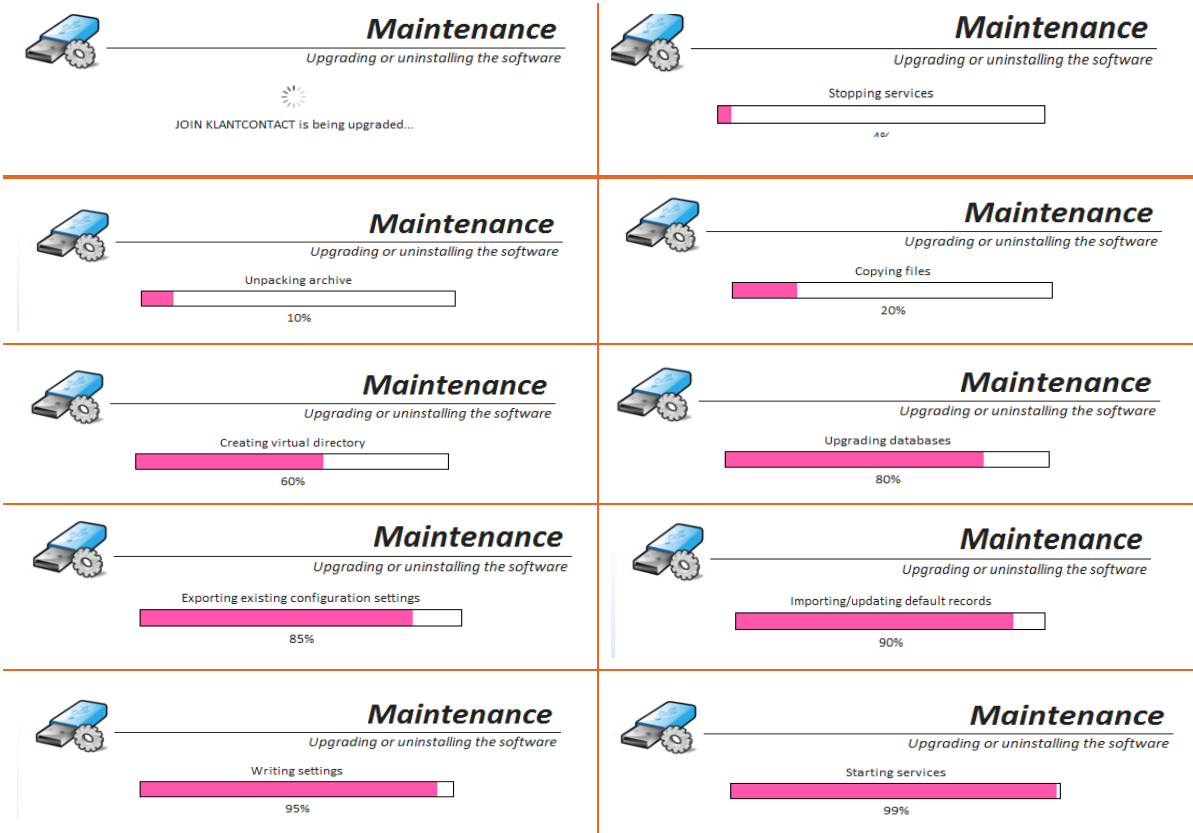 Maintenance
Upgrading or uninstalling the software
JOIN KLANTCONTACT is being upgraded...
Maintenance
Upgrading or uninstalling the software
Stopping services
4%
Maintenance
Upgrading or uninstalling the software
Unpacking archive
10%
Maintenance
Upgrading or uninstalling the software
Copying files
20%
Maintenance
Upgrading or uninstalling the software
Creating virtual directory
60%
Maintenance
Upgrading or uninstalling the software
Upgrading databases
80%
Maintenance
Upgrading or uninstalling the software
Exporting existing configuration settings
85%
Maintenance
Upgrading or uninstalling the software
Importing/updating default records
90%
Maintenance
Upgrading or uninstalling the software
Writing settings
95%
Maintenance
Upgrading or uninstalling the software
Starting services
99%